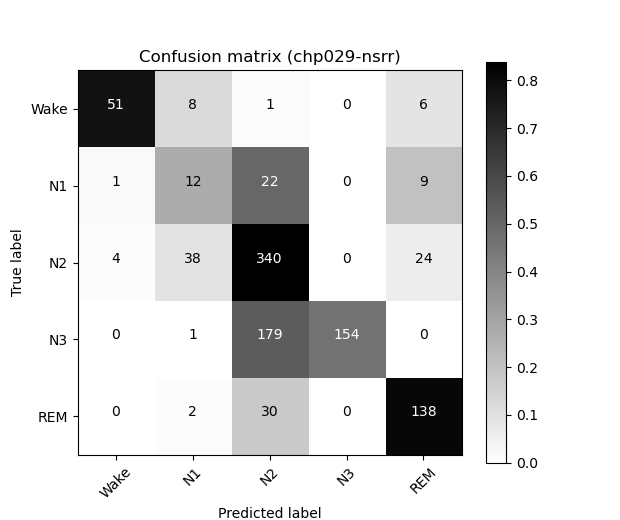 Confusion matrix (chp029-nsrr)
Wake 51 8 1 0 6
N1 1 12 22 0 9
N2 4 38 340 0 24
N3 0 1 179 154 0
REM 0 2 30 0 138
Wake N1 N2 N3 REM
Predicted label
True label
0.8
0.7
0.6
0.5
0.4
0.3
0.2
0.1
0.0